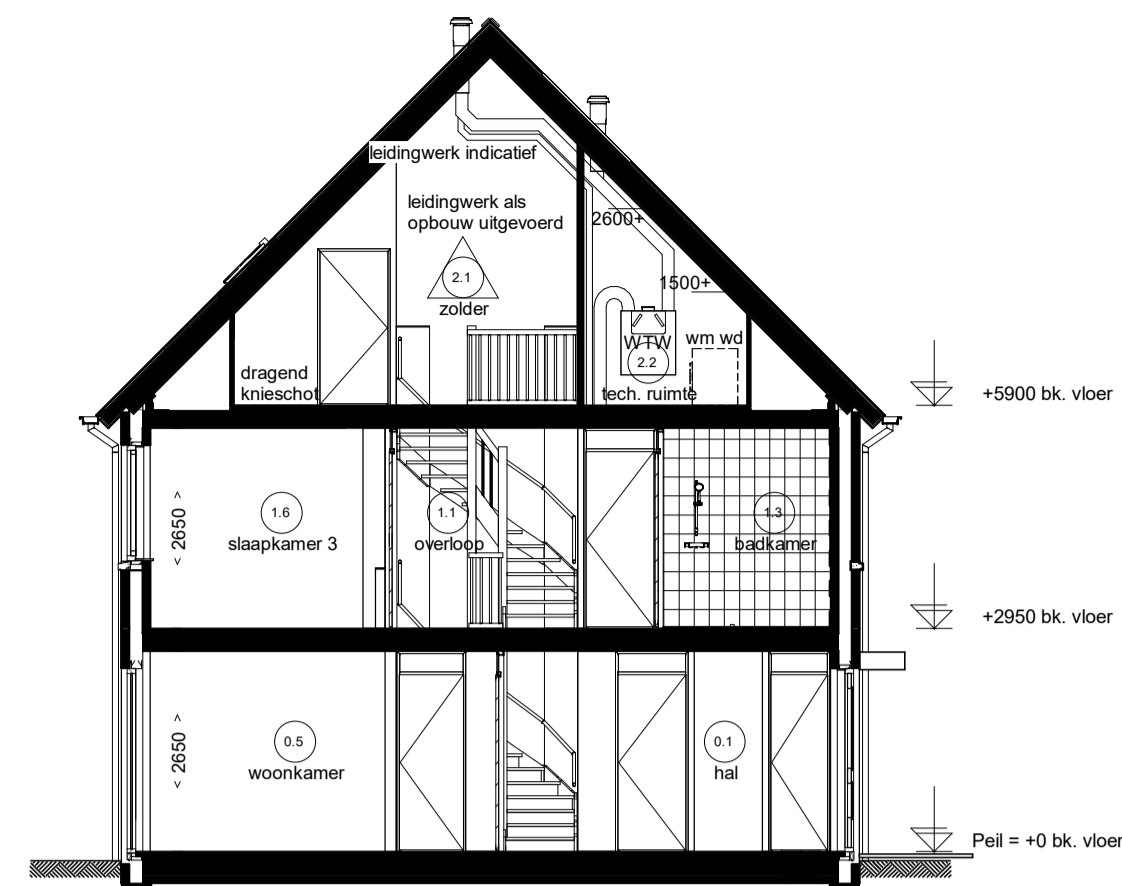 leidingwerk indicatief
leidingwerk als
opbouw uitgevoerd
2600+
2.1
zolder
1500+
WTW
wm wd
2.2
tech. ruimte
dragend
knieschot
+5900 bk. vloer
< 2650 >
1.6
slaapkamer 3
1.1
overloop
1.3
badkamer
+2950 bk. vloer
< 2650 >
0.5
woonkamer
0.1
hal
Peil = +0 bk. vloer